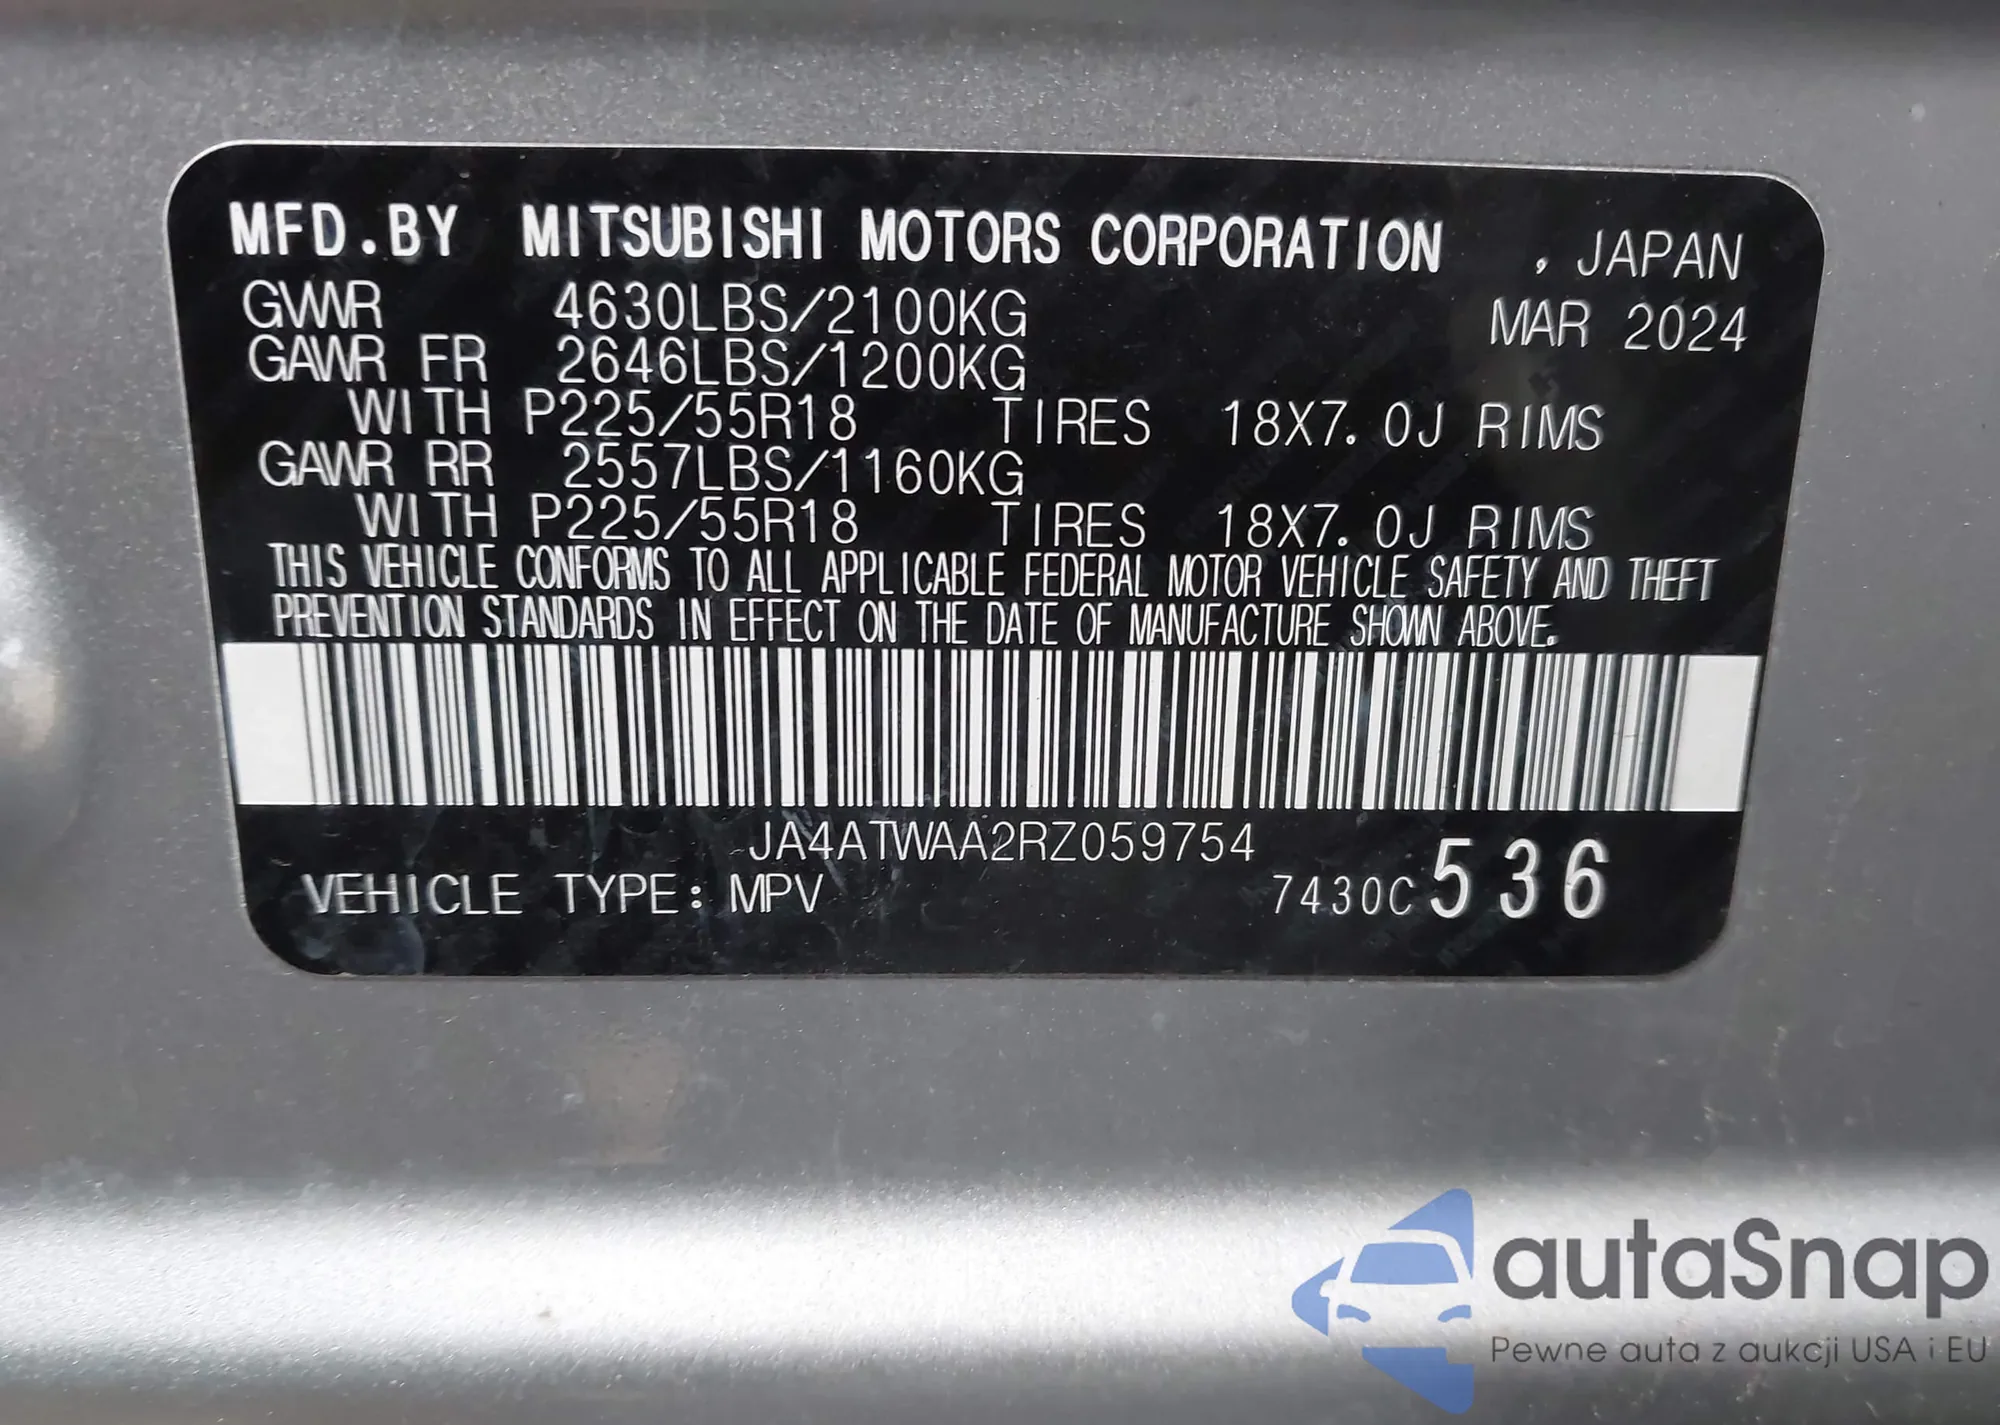 MFD.BY MITSUBISHI MOTORS CORPORATION , JAPAN
GVWR 4630LBS/2100KG MAR 2024
GAWR FR 2646LBS/1200KG
WITH P225/55R18 TIRES 18X7.0J RIMS
GAWR RR 2557LBS/1160KG
WITH P225/55R18 TIRES 18X7.0J RIMS
THIS VEHICLE CONFORMS TO ALL APPLICABLE FEDERAL MOTOR VEHICLE SAFETY AND THEFT
PREVENTION STANDARDS IN EFFECT ON THE DATE OF MANUFACTURE SHOWN ABOVE.
JA4ATWAA2RZ059754
VEHICLE TYPE: MPV 7430C 536
autaSnap
Pewne auta z aukcji USA i EU